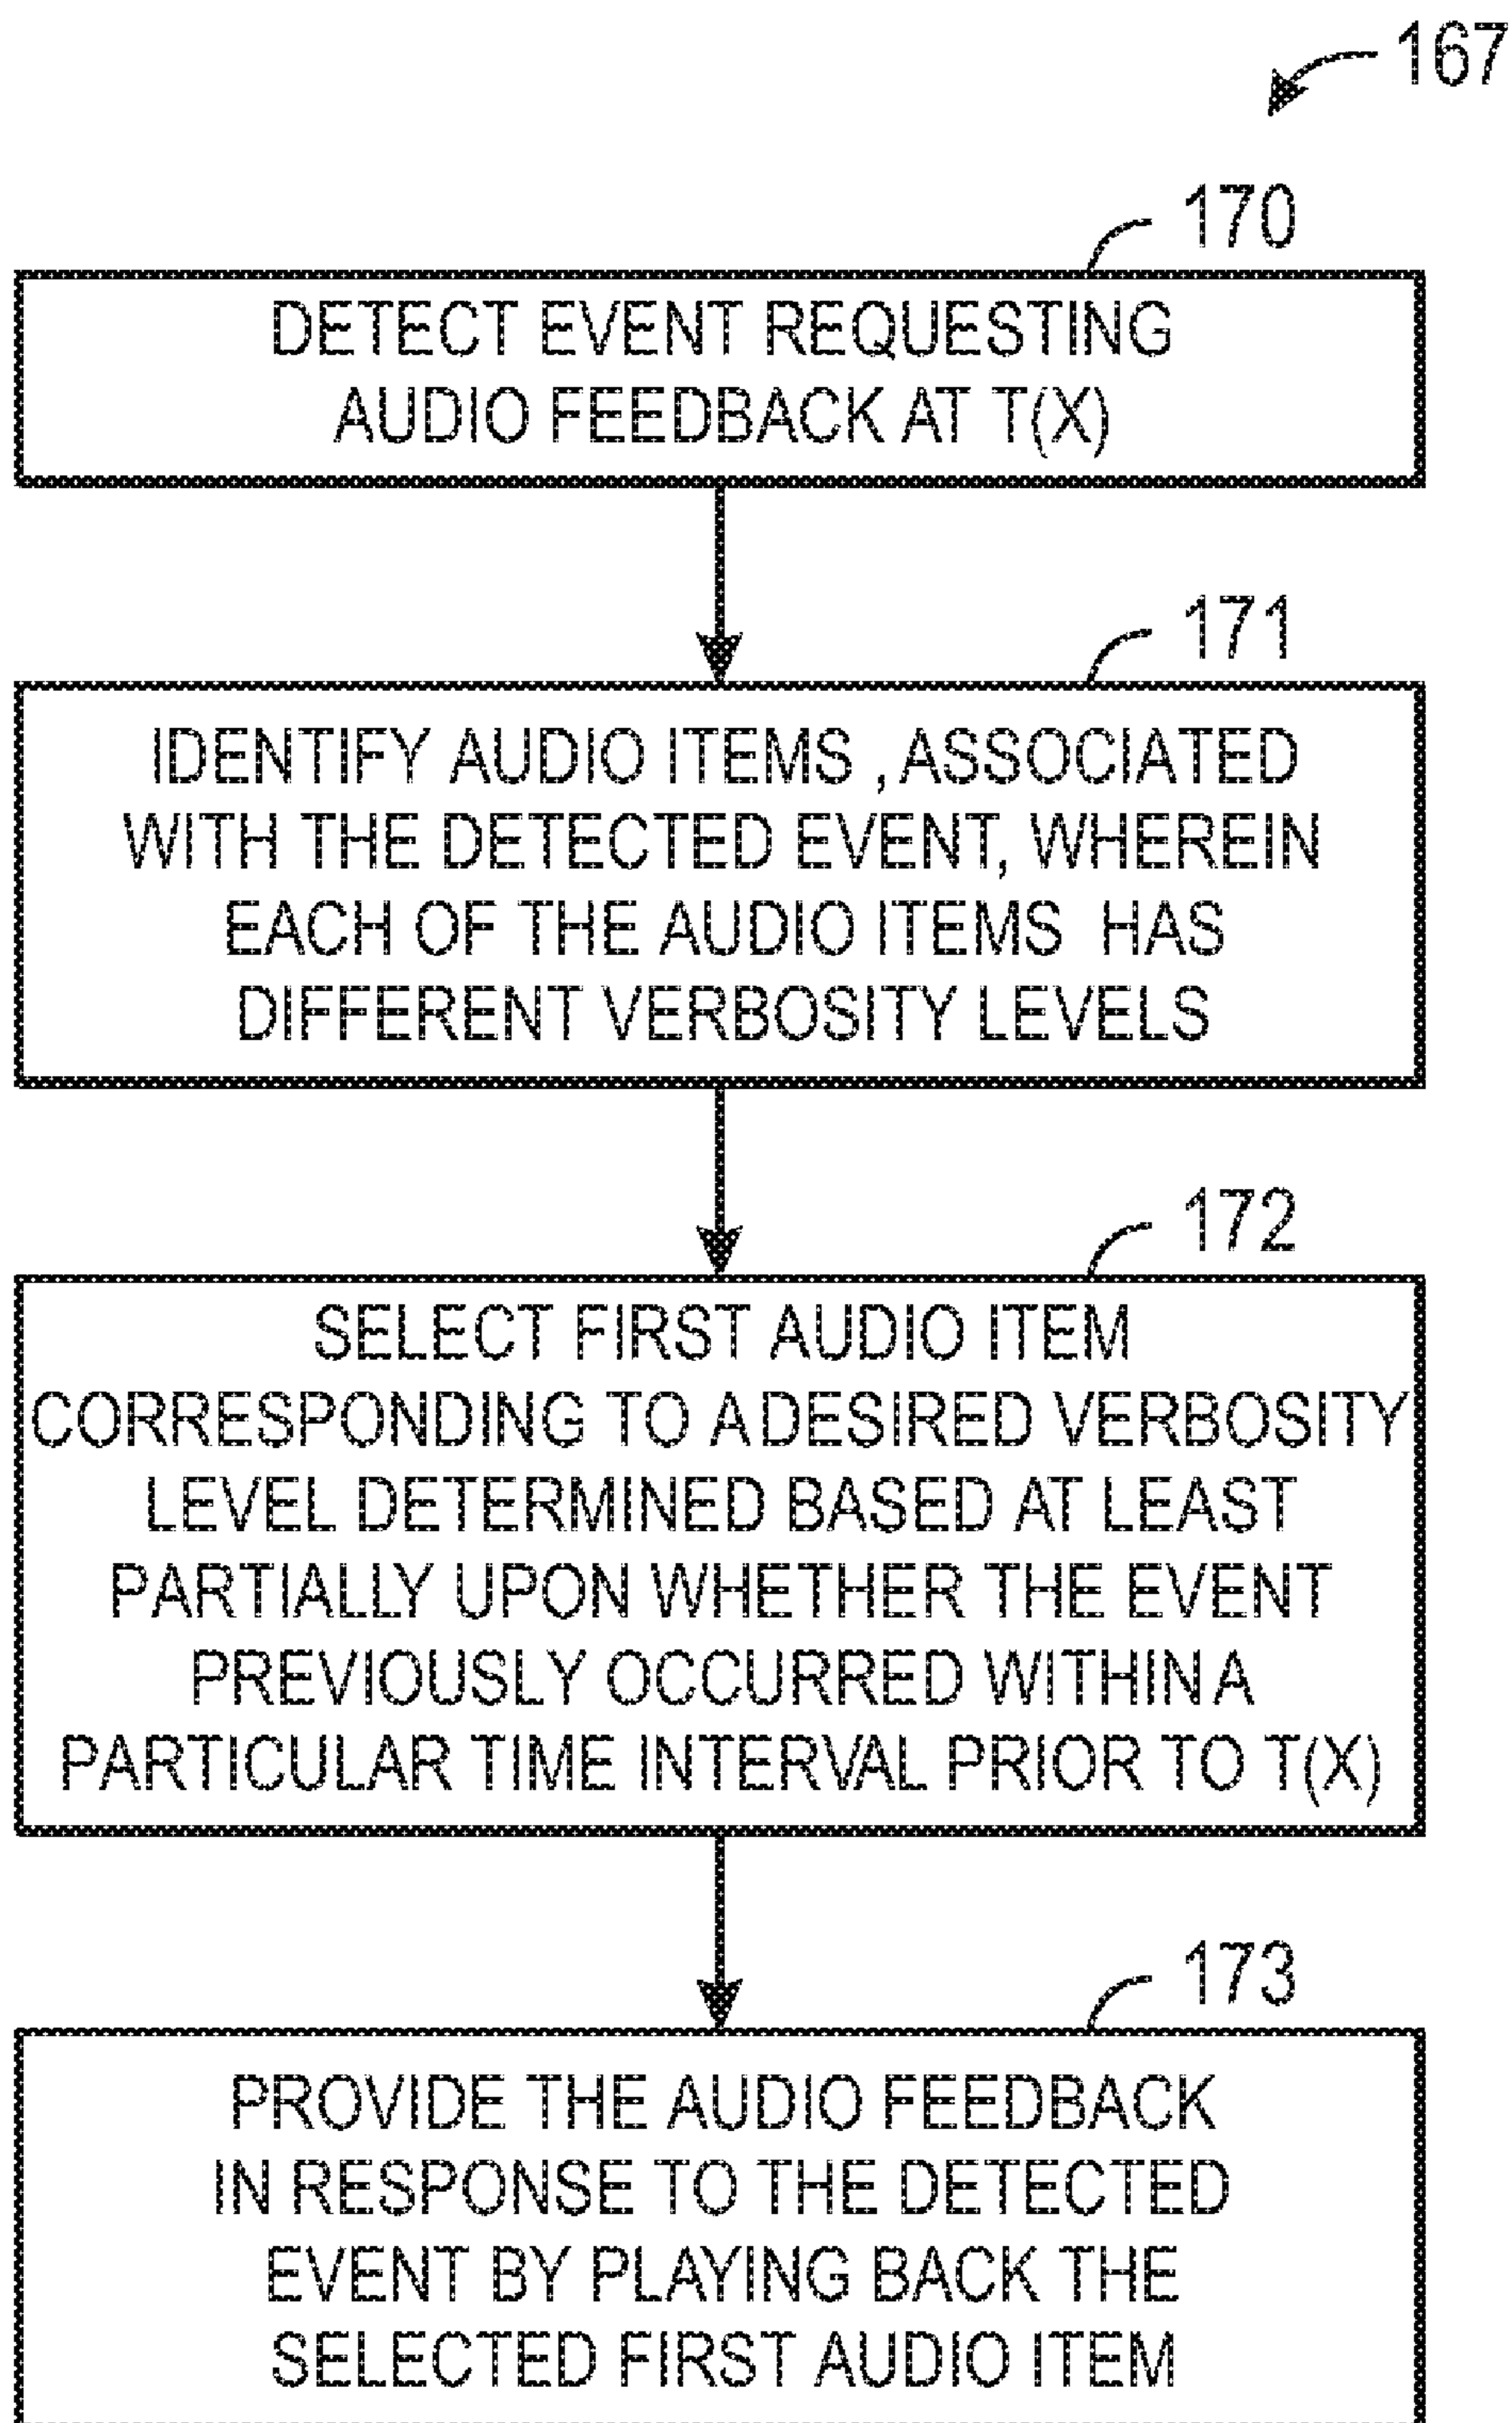 167
170
DETECT EVENT REQUESTING
AUDIO FEEDBACK AT T(X)
171
IDENTIFY AUDIO ITEMS , ASSOCIATED
WITH THE DETECTED EVENT, WHEREIN
EACH OF THE AUDIO ITEMS HAS
DIFFERENT VERBOSITY LEVELS
172
SELECT FIRST AUDIO ITEM
CORRESPONDING TO A DESIRED VERBOSITY
LEVEL DETERMINED BASED AT LEAST
PARTIALLY UPON WHETHER THE EVENT
PREVIOUSLY OCCURRED WITHIN A
PARTICULAR TIME INTERVAL PRIOR TO T(X)
173
PROVIDE THE AUDIO FEEDBACK
IN RESPONSE TO THE DETECTED
EVENT BY PLAYING BACK THE
SELECTED FIRST AUDIO ITEM